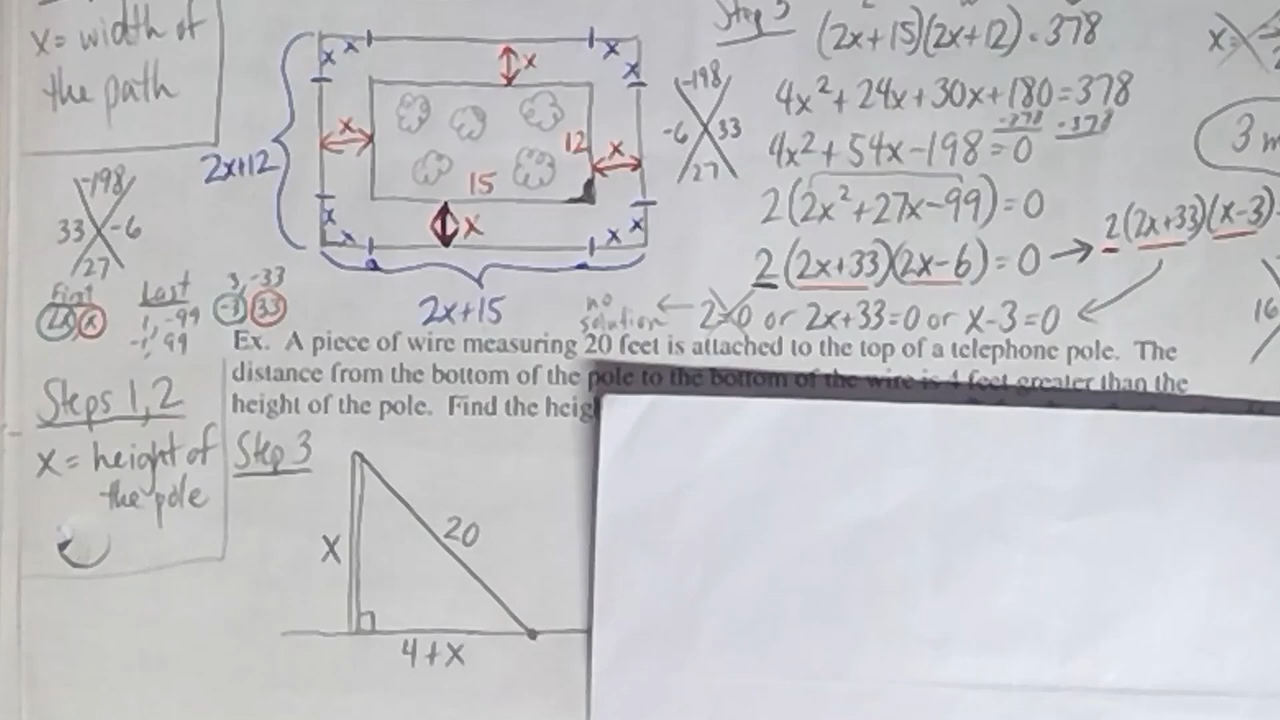 x = width of
the path
x x
x x
x
x
2x+12
x
12
x
15
x
x x
x x
2x+15
-198
33 -6
27
First
2x x
Last
1, -99
-1, 99
3, -33
-3 33
Step 3
(2x+15)(2x+12) = 378
4x²+24x+30x+180=378
-378 -378
4x²+54x-198=0
2(2x²+27x-99)=0
2(2x+33)(2x-6)=0 → 2(2x+33)(x-3)
no solution ← 2=0 or 2x+33=0 or x-3=0
-198
-6 33
27
x=
3 m
16
Ex. A piece of wire measuring 20 feet is attached to the top of a telephone pole. The
distance from the bottom of the pole to the bottom of the wire is 4 feet greater than the
height of the pole. Find the heig
Steps 1,2
x = height of
the pole
Step 3
x
20
4+x